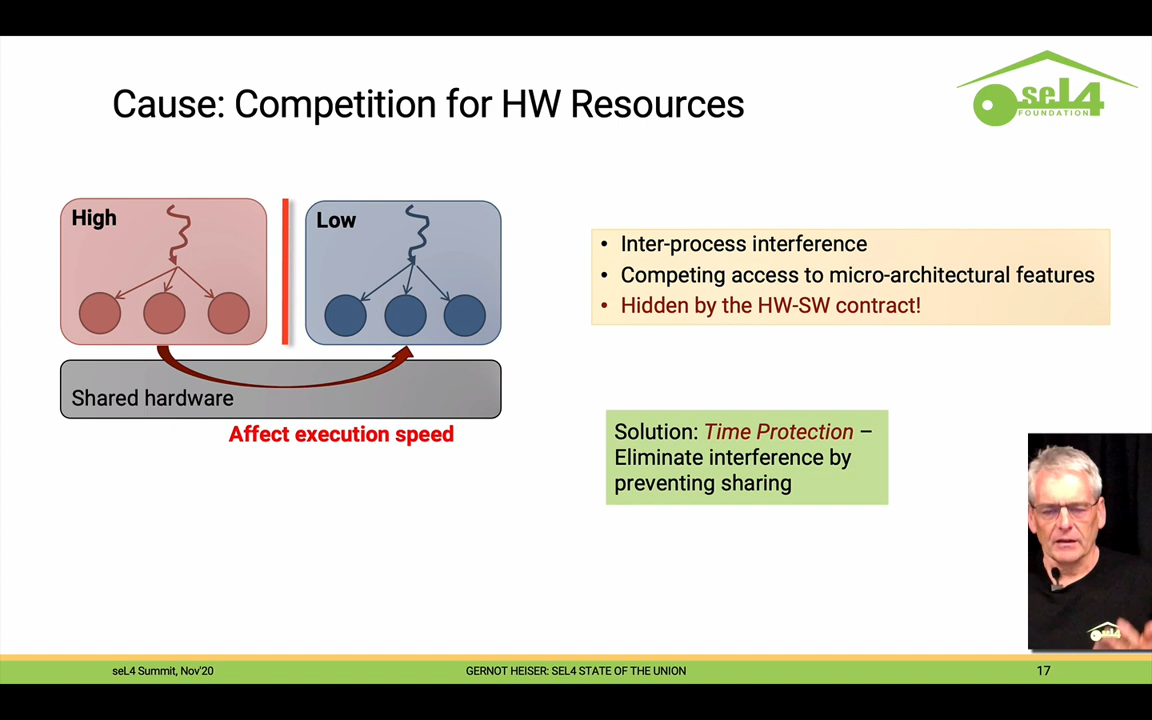 Cause: Competition for HW Resources
seL4
FOUNDATION
High
Low
Shared hardware
Affect execution speed
• Inter-process interference
• Competing access to micro-architectural features
• Hidden by the HW-SW contract!
Solution: Time Protection –
Eliminate interference by
preventing sharing
seL4
seL4 Summit, Nov'20
GERNOT HEISER: SEL4 STATE OF THE UNION
17